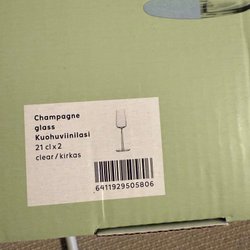 Champagne
glass
Kuohuviinilasi
21 cl x 2
clear / kirkas
6411929505806